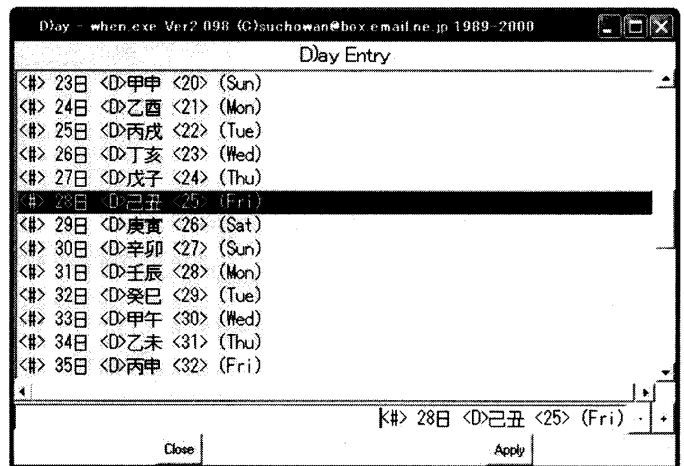 D)ay - when.exe Ver2.098 (C)suchowan@box.email.ne.jp 1989-2000
D)ay Entry
<#> 23日 <D>甲申 <20> (Sun)
<#> 24日 <D>乙酉 <21> (Mon)
<#> 25日 <D>丙戌 <22> (Tue)
<#> 26日 <D>丁亥 <23> (Wed)
<#> 27日 <D>戊子 <24> (Thu)
<#> 28日 <D>己丑 <25> (Fri)
<#> 29日 <D>庚寅 <26> (Sat)
<#> 30日 <D>辛卯 <27> (Sun)
<#> 31日 <D>壬辰 <28> (Mon)
<#> 32日 <D>癸巳 <29> (Tue)
<#> 33日 <D>甲午 <30> (Wed)
<#> 34日 <D>乙未 <31> (Thu)
<#> 35日 <D>丙申 <32> (Fri)
<#> 28日 <D>己丑 <25> (Fri) - +
Close Apply